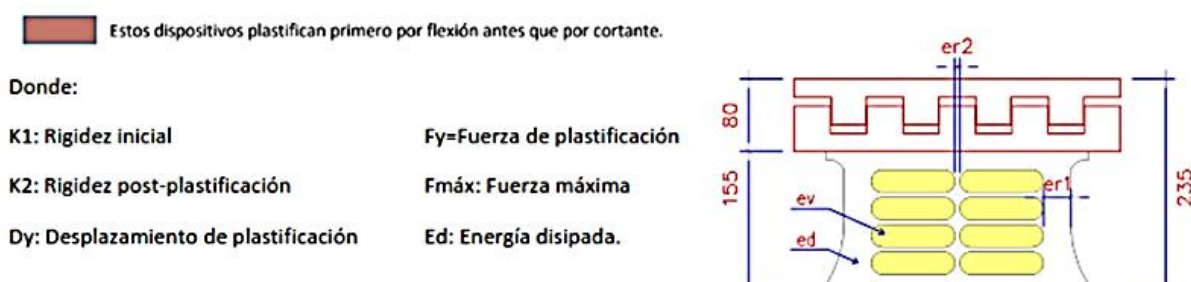 Estos dispositivos plastifican primero por flexión antes que por cortante.
Donde:
K1: Rigidez inicial
Fy=Fuerza de plastificación
K2: Rigidez post-plastificación
Fmáx: Fuerza máxima
Dy: Desplazamiento de plastificación
Ed: Energía disipada.
er2
80
155
er1
235
ev
ed